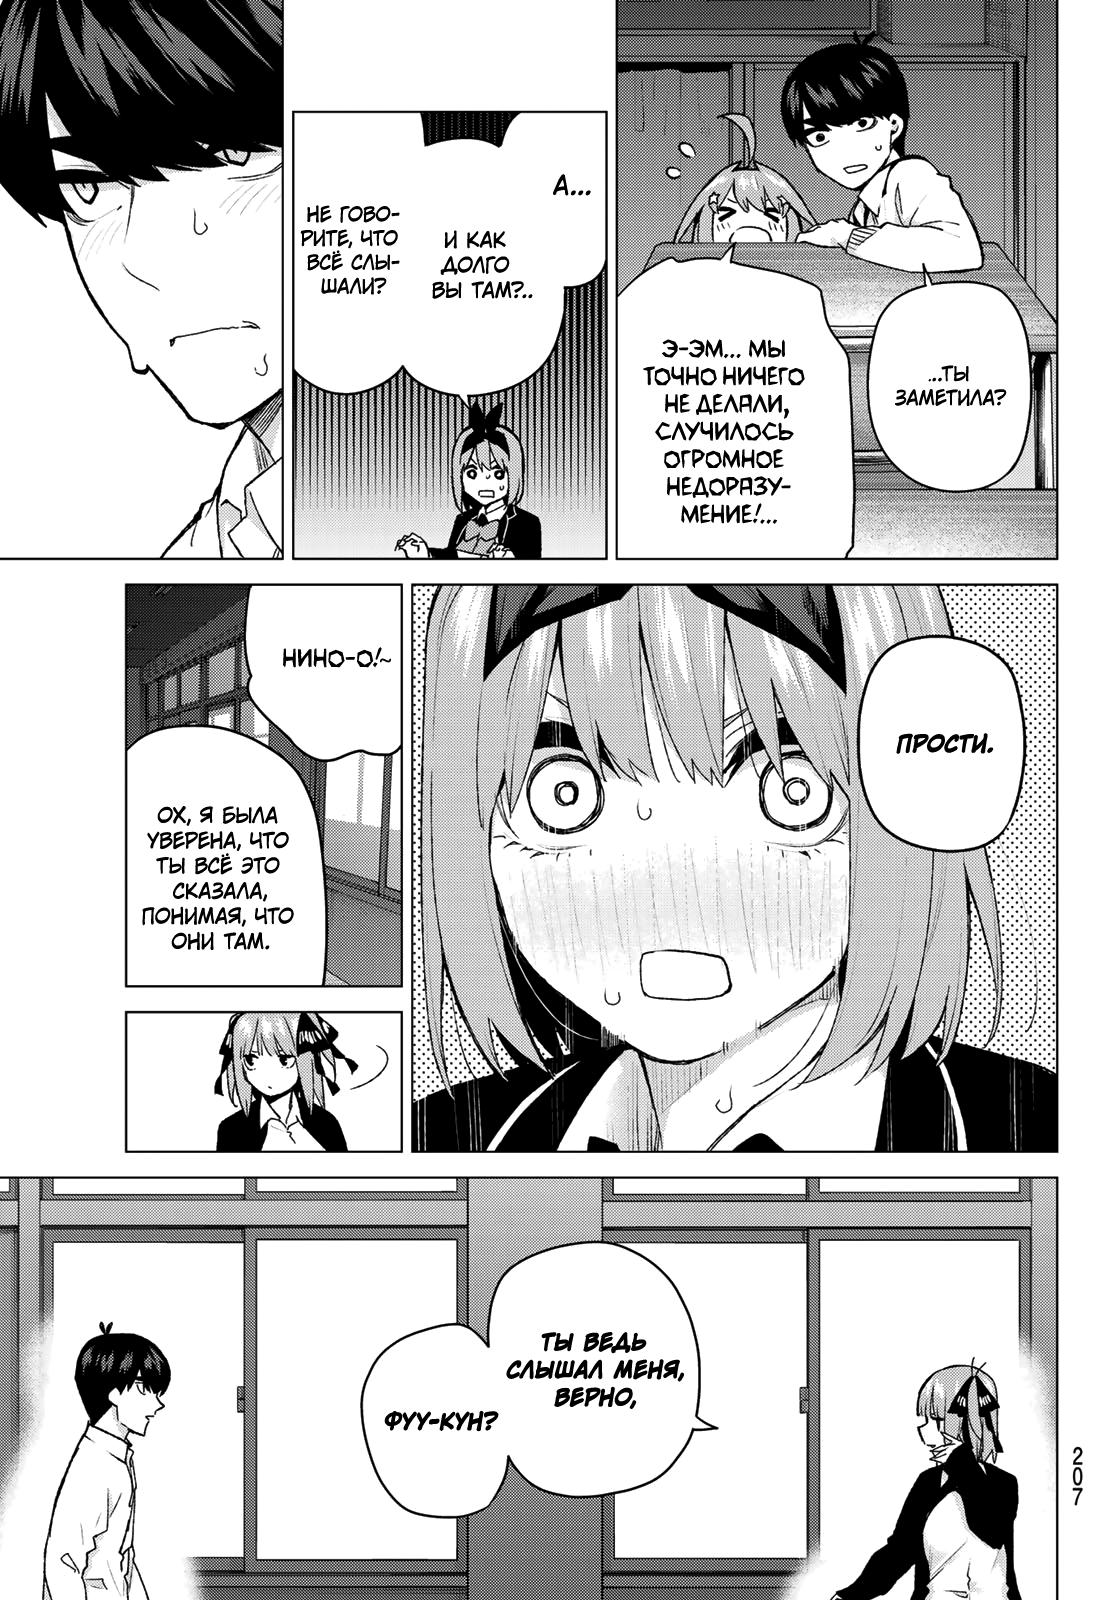 ...ТЫ
ЗАМЕТИЛА?
Э-ЭМ... МЫ
ТОЧНО НИЧЕГО
НЕ ДЕЛАЛИ,
СЛУЧИЛОСЬ
ОГРОМНОЕ
НЕДОРАЗУ-
МЕНИЕ!...
А...
И КАК
ДОЛГО
ВЫ ТАМ?..
НЕ ГОВО-
РИТЕ, ЧТО
ВСЁ СЛЫ-
ШАЛИ?
ПРОСТИ.
НИНО-О!~
ОХ, Я БЫЛА
УВЕРЕНА, ЧТО
ТЫ ВСЁ ЭТО
СКАЗАЛА,
ПОНИМАЯ, ЧТО
ОНИ ТАМ.
ТЫ ВЕДЬ
СЛЫШАЛ МЕНЯ,
ВЕРНО,
ФУУ-КУН?
207